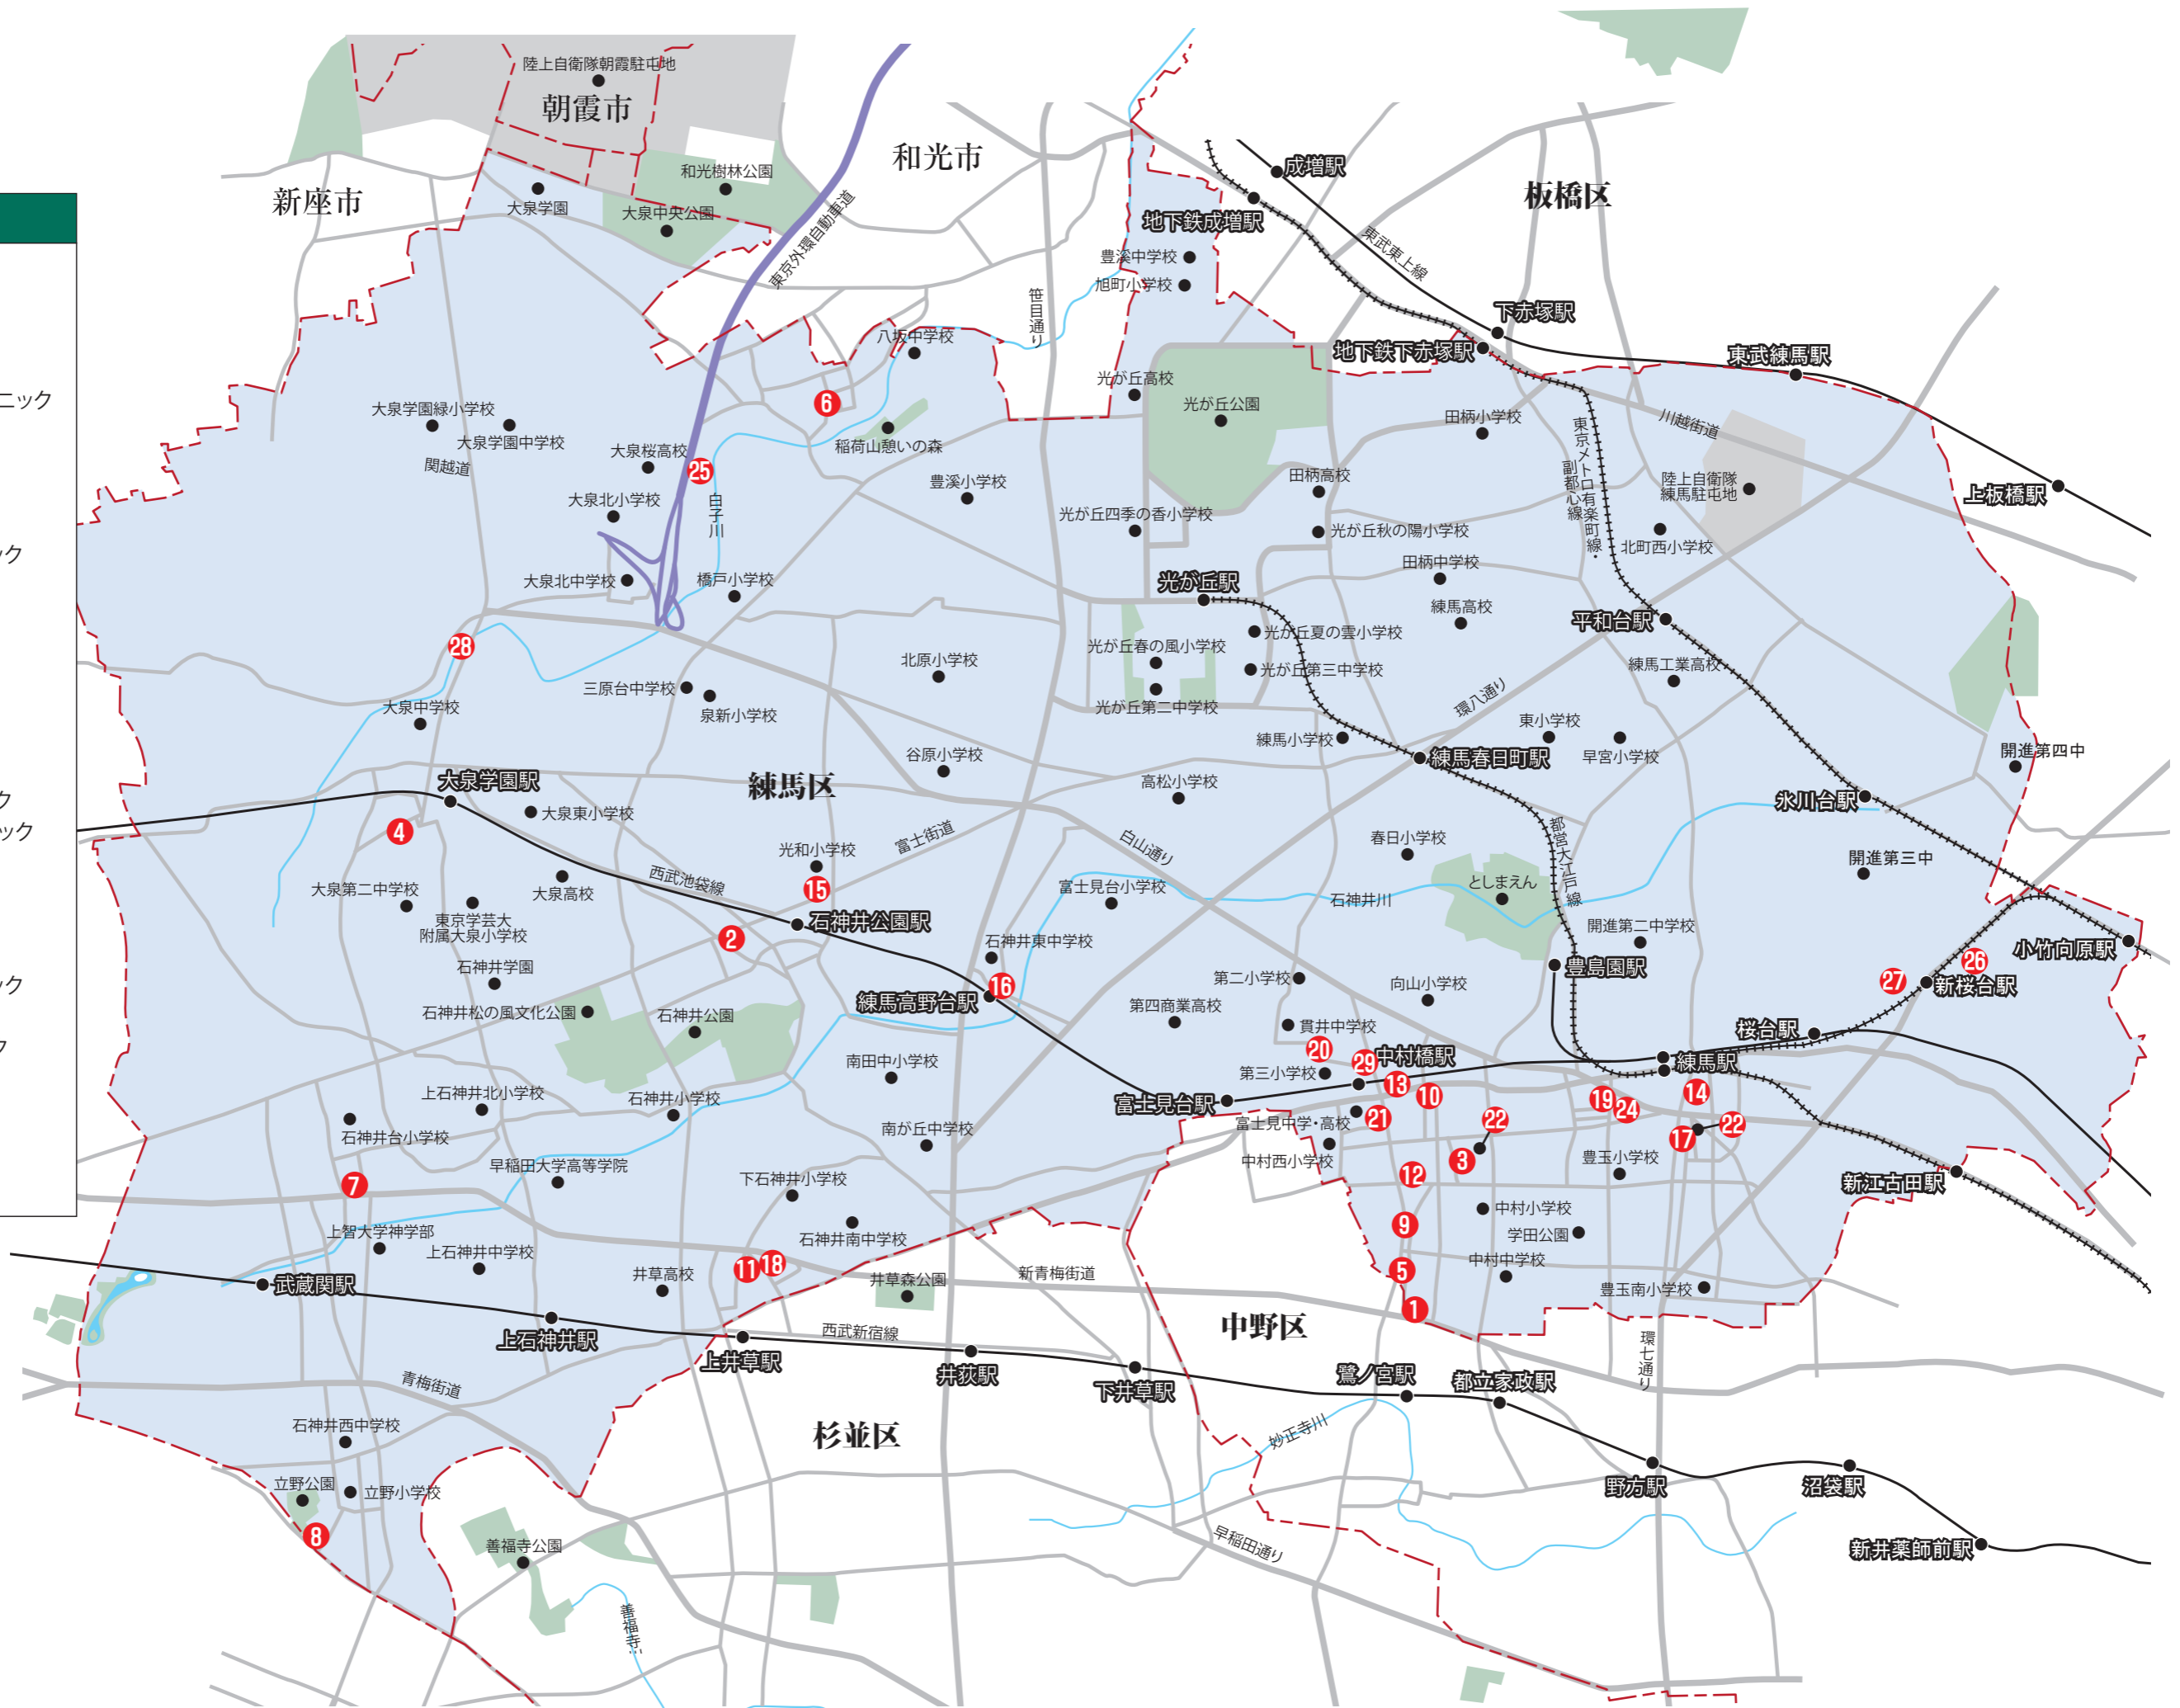 陸上自衛隊朝霞駐屯地
朝霞市
和光市
新座市
和光樹林公園
大泉学園
大泉中央公園
東京外環自動車道
成増駅
地下鉄成増駅
板橋区
東武東上線
豊溪中学校
旭町小学校
笹目通り
下赤塚駅
地下鉄下赤塚駅
東武練馬駅
八坂中学校
光が丘高校
光が丘公園
田柄小学校
川越街道
6
ニック
大泉学園緑小学校
大泉学園中学校
関越道
大泉桜高校
稲荷山憩いの森
25
白子川
豊溪小学校
田柄高校
東京メトロ有楽町線・
副都心線
陸上自衛隊
練馬駐屯地
上板橋駅
大泉北小学校
光が丘四季の香小学校
光が丘秋の陽小学校
北町西小学校
ック
大泉北中学校
橋戸小学校
光が丘駅
田柄中学校
練馬高校
平和台駅
28
光が丘夏の雲小学校
光が丘春の風小学校
光が丘第三中学校
北原小学校
練馬工業高校
三原台中学校
泉新小学校
大泉中学校
光が丘第二中学校
環八通り
練馬小学校
東小学校
早宮小学校
練馬春日町駅
開進第四中
谷原小学校
大泉学園駅
練馬区
高松小学校
氷川台駅
ク
ック
4
大泉東小学校
富士街道
白山通り
都営大江戸線
春日小学校
光和小学校
開進第三中
西武池袋線
15
大泉第二中学校
大泉高校
富士見台小学校
石神井川
としまえん
東京学芸大
附属大泉小学校
石神井公園駅
2
開進第二中学校
石神井東中学校
小竹向原駅
石神井学園
第二小学校
豊島園駅
26
27
新桜台駅
ック
16
練馬高野台駅
向山小学校
石神井松の風文化公園
石神井公園
第四商業高校
貫井中学校
桜台駅
ク
20
29
中村橋駅
練馬駅
南田中小学校
第三小学校
13
10
上石神井北小学校
石神井小学校
富士見台駅
19
24
14
石神井台小学校
南が丘中学校
富士見中学・高校
21
22
22
17
中村西小学校
3
豊玉小学校
早稲田大学高等学院
下石神井小学校
12
新江古田駅
7
中村小学校
9
学田公園
上智大学神学部
上石神井中学校
石神井南中学校
中村中学校
11
18
5
武蔵関駅
井草高校
井草森公園
新青梅街道
豊玉南小学校
1
上石神井駅
上井草駅
西武新宿線
中野区
環七通り
井荻駅
下井草駅
鷺ノ宮駅
都立家政駅
青梅街道
杉並区
石神井西中学校
妙正寺川
立野公園
立野小学校
野方駅
沼袋駅
8
善福寺公園
早稲田通り
新井薬師前駅
善福寺